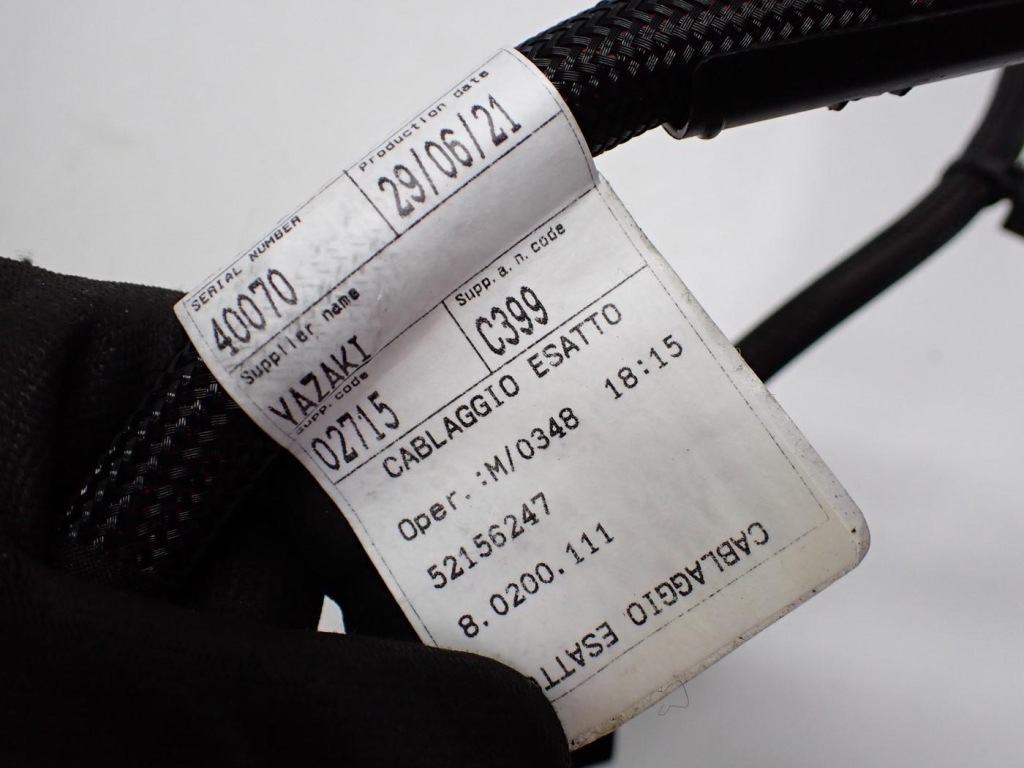 SERIAL NUMBER
40070
Production date
29/06/21
Supplier name
YAZAKI
Supp. a. n. code
C399
supp. code
02715
CABLAGGIO ESATTO
Oper. :M/0348 18:15
52156247
8.0200.111
CABLAGGIO ESATTO